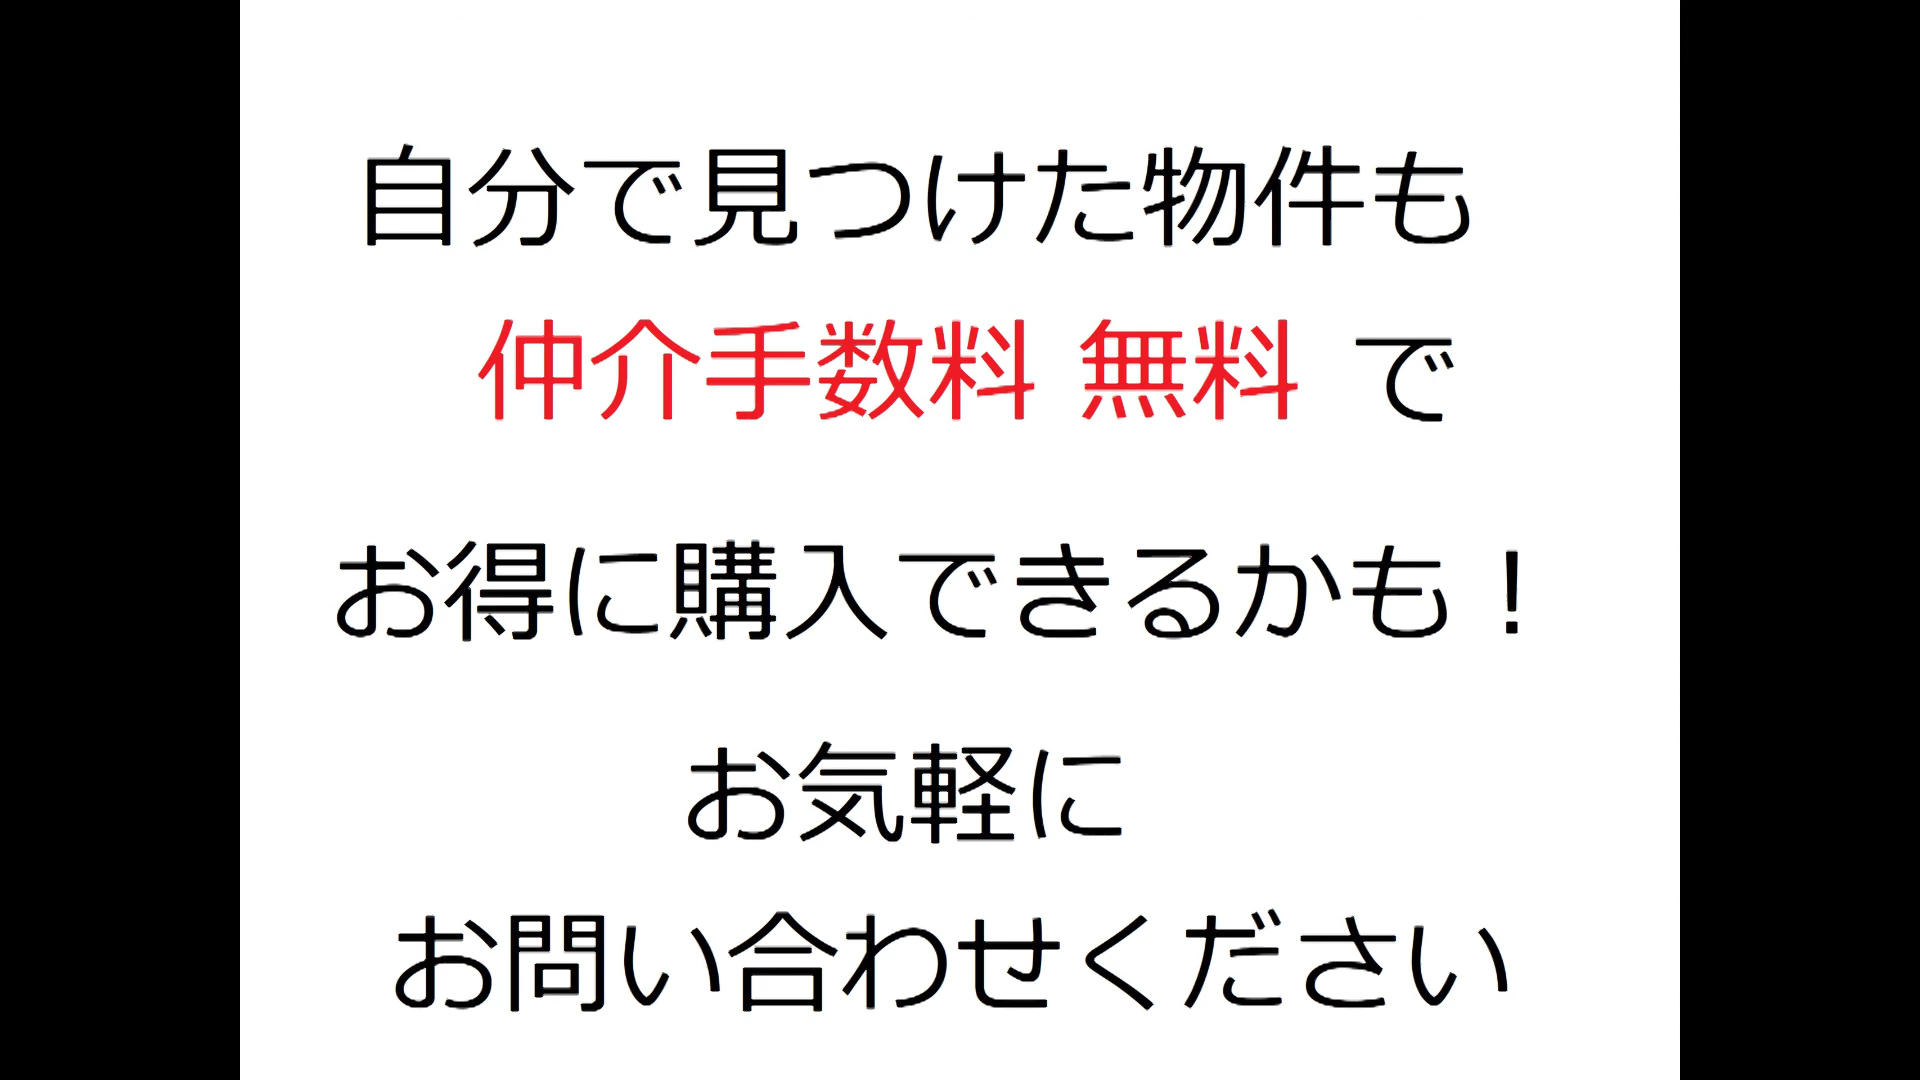 自分で見つけた物件も
仲介手数料 無料 で
お得に購入できるかも！
お気軽に
お問い合わせください